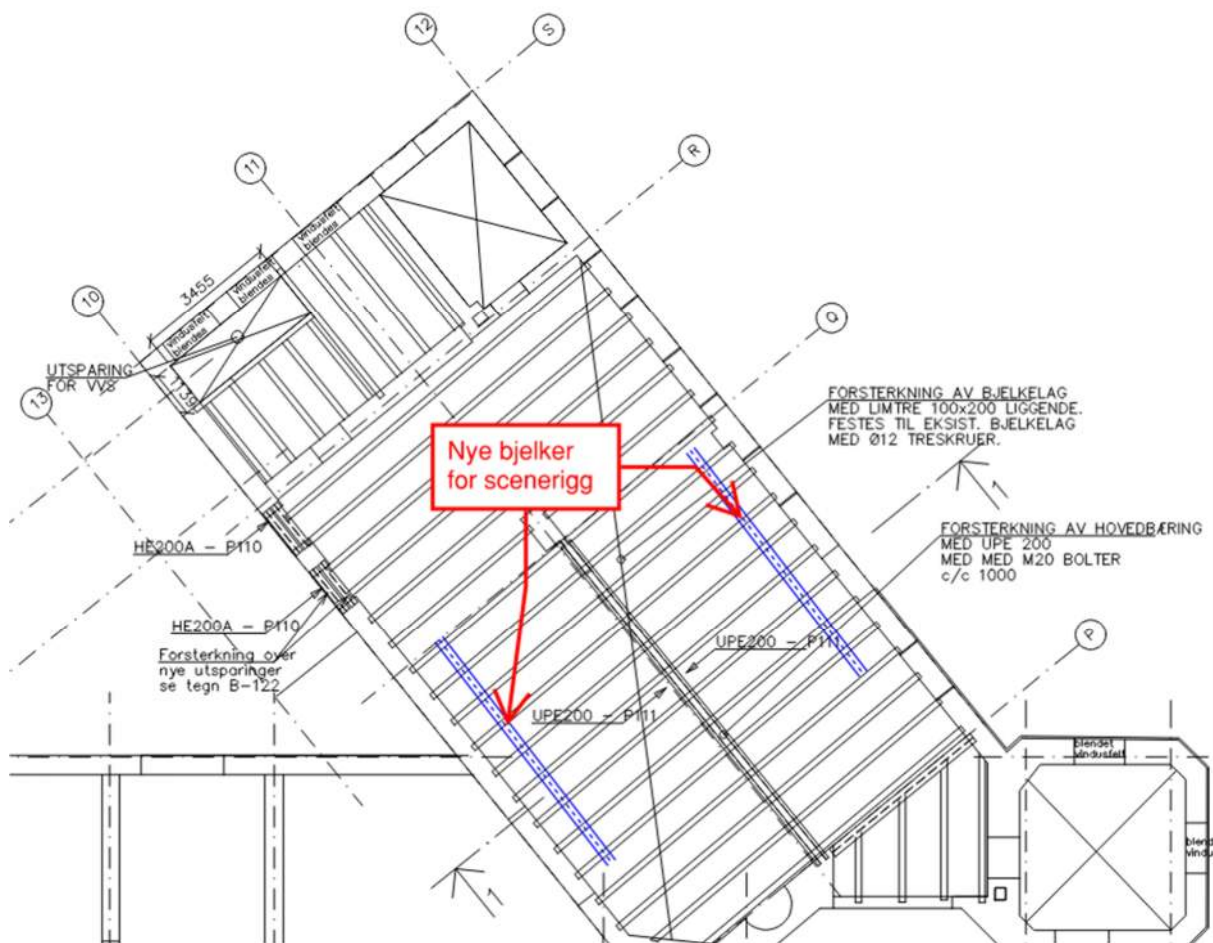 12
S
11
R
vindusfelt
blendes
3455
vindusfelt
blendes
10
vindusfelt
blendes
Q
UTSPARING
FOR VVS
139
13
FORSTERKNING AV BJELKELAG
MED LIMTRE 100x200 LIGGENDE.
FESTES TIL EKSIST. BJELKELAG
MED Ø12 TRESKRUER.
Nye bjelker
for scenerigg
1
FORSTERKNING AV HOVEDBÆRING
MED UPE 200
MED MED M20 BOLTER
c/c 1000
HE200A - P110
HE200A - P110
P
Forsterkning over
nye utsparinger
se tegn B-122
UPE200 - P111
UPE200 - P111
blendet
vindusfelt
1